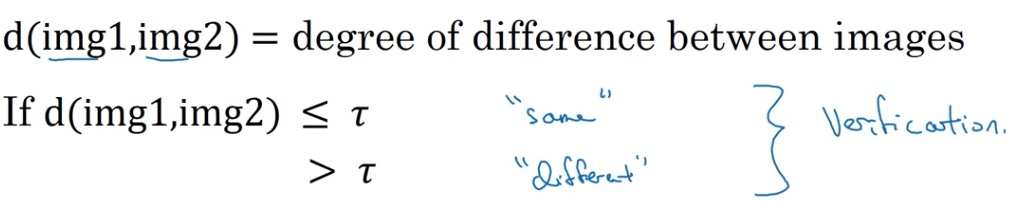 d(img1,img2) = degree of difference between images
If d(img1,img2) ≤ τ "same"
> τ "different"
Verification.